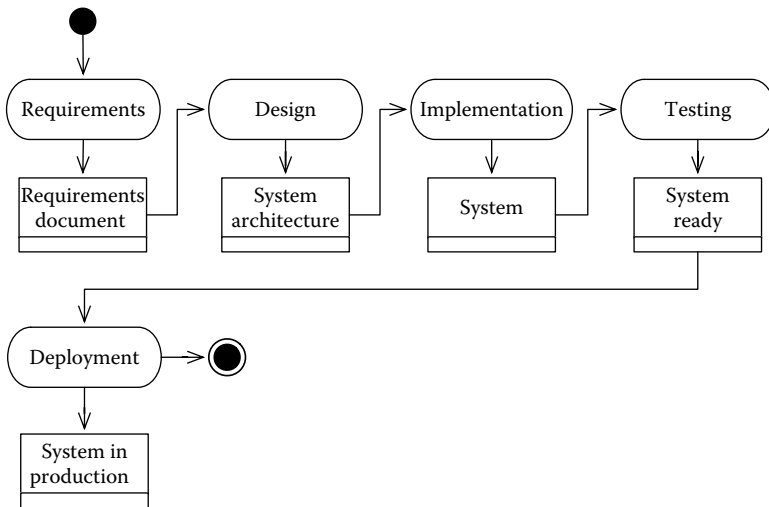 Requirements
Design
Implementation
Testing
Requirements
document
System
architecture
System
System
ready
Deployment
System in
production